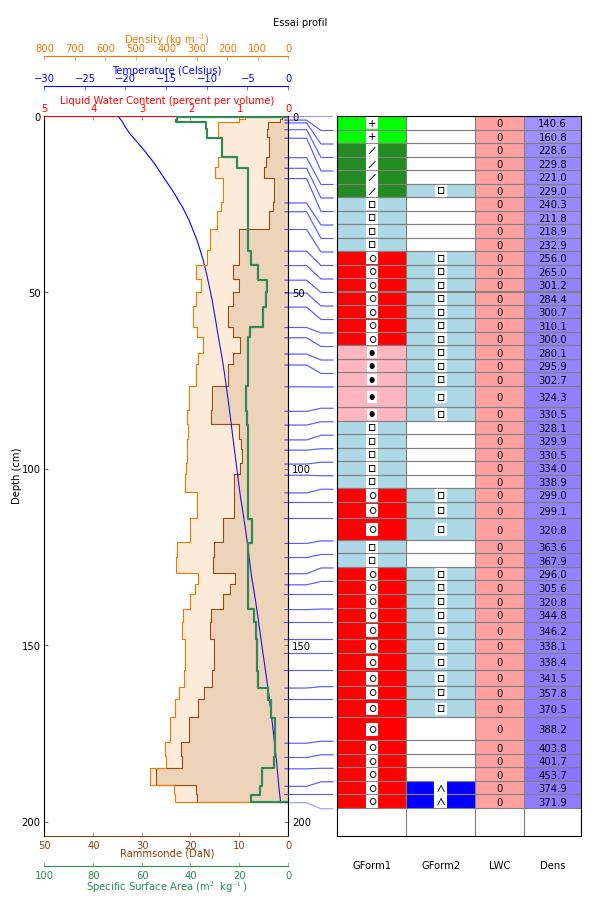 Essai profil
Density (kg m⁻³)
800 700 600 500 400 300 200 100 0
Temperature (Celsius)
−30 −25 −20 −15 −10 −5 0
Liquid Water Content (percent per volume)
5 4 3 2 1 0
0 0
50 50
100 100
150 150
200 200
Depth (cm)
50 40 30 20 10 0
Rammsonde (DaN)
100 80 60 40 20 0
Specific Surface Area (m² kg⁻¹)
+ 0 140.6
+ 0 160.8
/ 0 228.6
/ 0 229.8
/ 0 221.0
/ □ 0 229.0
□ 0 240.3
□ 0 211.8
□ 0 218.9
□ 0 232.9
○ □ 0 256.0
○ □ 0 265.0
○ □ 0 301.2
○ □ 0 284.4
○ □ 0 300.7
○ □ 0 310.1
○ □ 0 300.0
● □ 0 280.1
● □ 0 295.9
● □ 0 302.7
● □ 0 324.3
● □ 0 330.5
□ 0 328.1
□ 0 329.9
□ 0 330.5
□ 0 334.0
□ 0 338.9
○ □ 0 299.0
○ □ 0 299.1
○ □ 0 320.8
□ 0 363.6
□ 0 367.9
○ □ 0 296.0
○ □ 0 305.6
○ □ 0 320.8
○ □ 0 344.8
○ □ 0 346.2
○ □ 0 338.1
○ □ 0 338.4
○ □ 0 341.5
○ □ 0 357.8
○ □ 0 370.5
○ 0 388.2
○ 0 403.8
○ 0 401.7
○ 0 453.7
○ ∧ 0 374.9
○ ∧ 0 371.9
GForm1 GForm2 LWC Dens